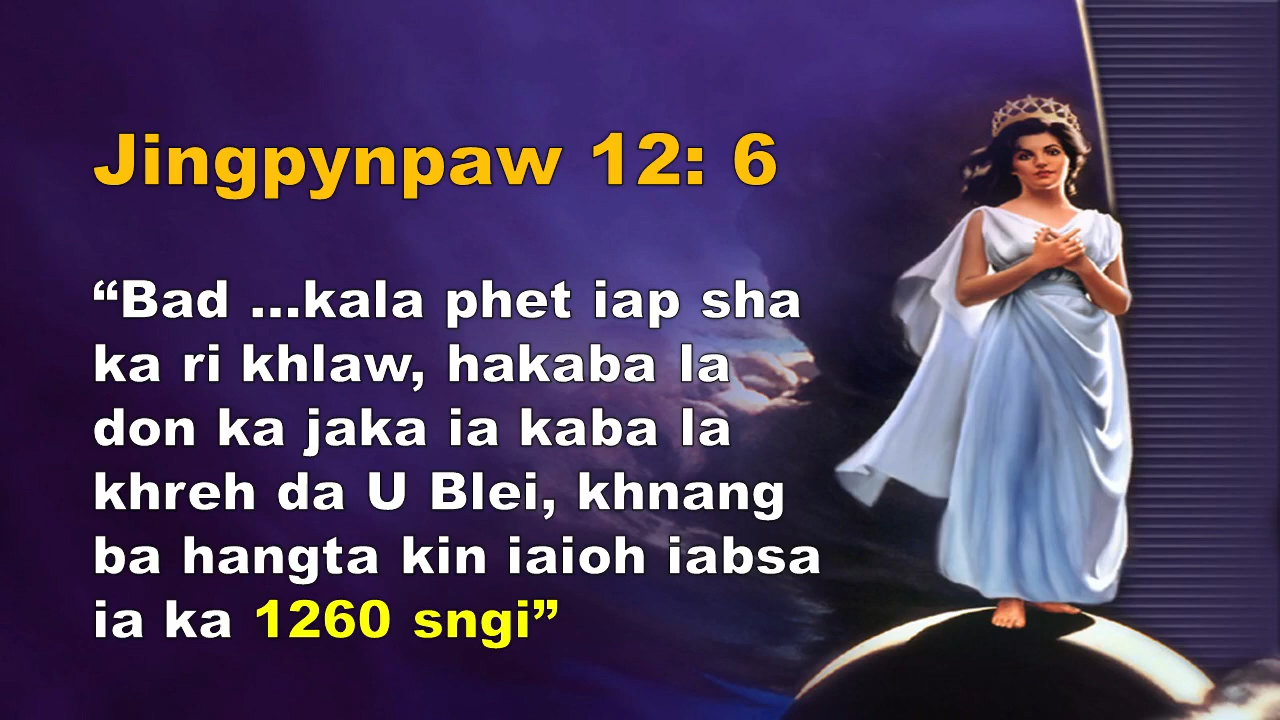 Jingpynpaw 12: 6
“Bad ...kala phet iap sha
ka ri khlaw, hakaba la
don ka jaka ia kaba la
khreh da U Blei, khnang
ba hangta kin iaioh iabsa
ia ka 1260 sngi”